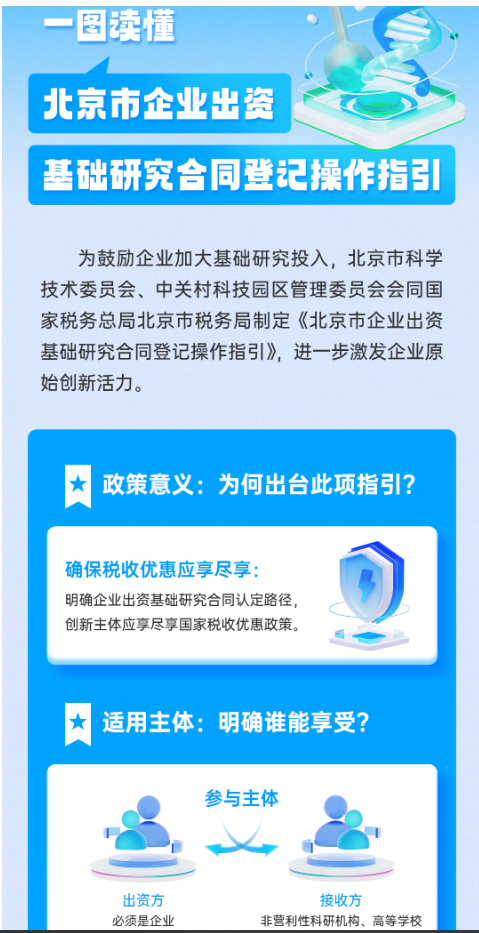 一图读懂
北京市企业出资
基础研究合同登记操作指引
为鼓励企业加大基础研究投入，北京市科学
技术委员会、中关村科技园区管理委员会会同国
家税务总局北京市税务局制定《北京市企业出资
基础研究合同登记操作指引》，进一步激发企业原
始创新活力。
政策意义：为何出台此项指引？
确保税收优惠应享尽享：
明确企业出资基础研究合同认定路径，
创新主体应享尽享国家税收优惠政策。
适用主体：明确谁能享受？
参与主体
出资方
接收方
必须是企业
非营利性科研机构、高等学校